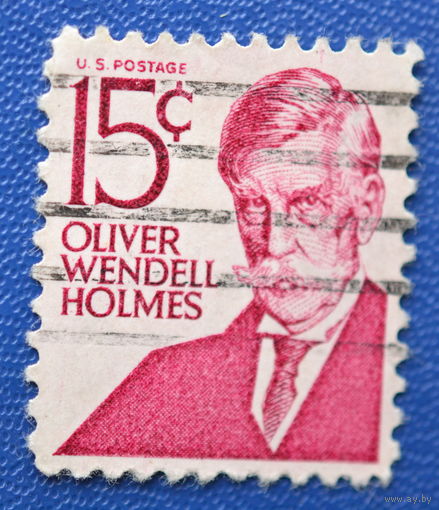 U.S. POSTAGE
15¢
OLIVER
WENDELL
HOLMES
www.ay.by